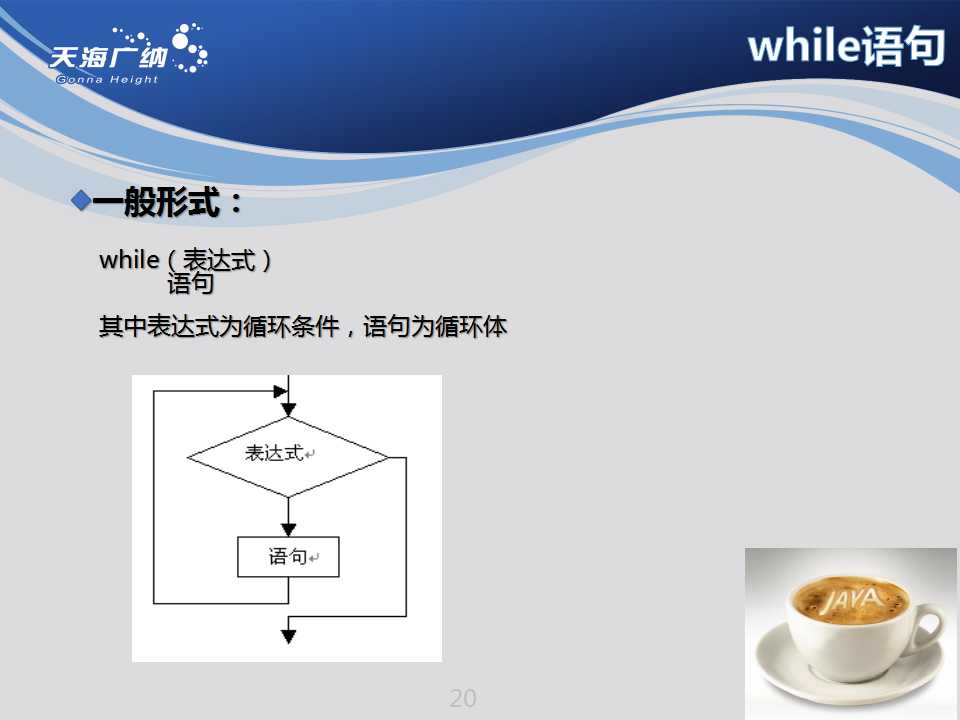 天海广纳
Gonna Height
while语句
一般形式：
while（表达式）
语句
其中表达式为循环条件，语句为循环体
表达式
语句
JAVA
20